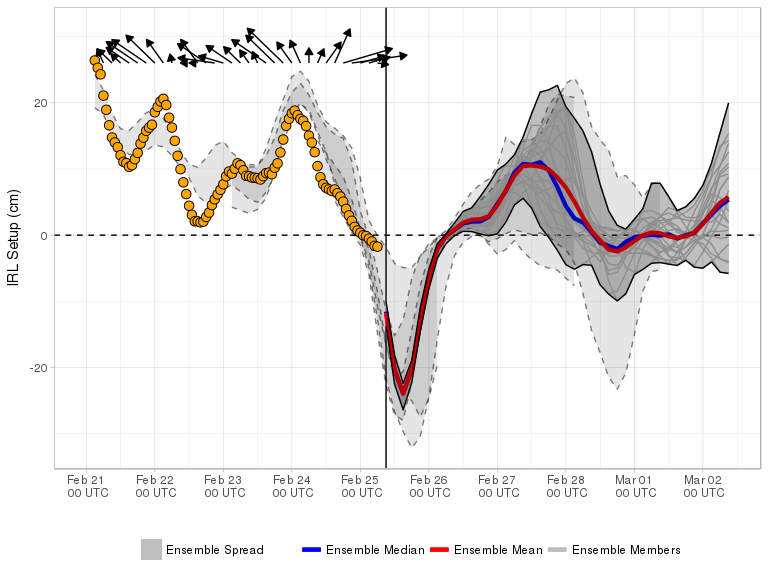 IRL Setup (cm)
20
0
-20
Feb 21 Feb 22 Feb 23 Feb 24 Feb 25 Feb 26 Feb 27 Feb 28 Mar 01 Mar 02
00 UTC 00 UTC 00 UTC 00 UTC 00 UTC 00 UTC 00 UTC 00 UTC 00 UTC 00 UTC
Ensemble Spread Ensemble Median Ensemble Mean Ensemble Members